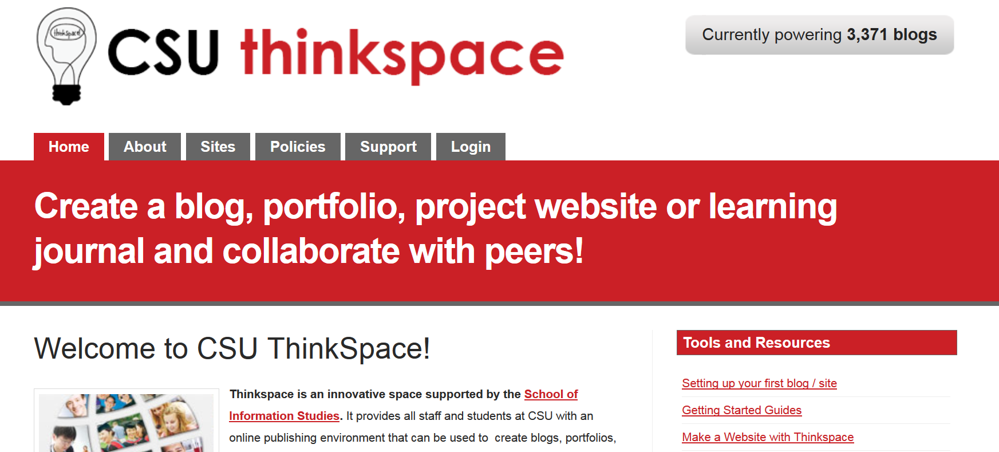 thinkspace!
CSU thinkspace
Currently powering 3,371 blogs
Home About Sites Policies Support Login
Create a blog, portfolio, project website or learning
journal and collaborate with peers!
Welcome to CSU ThinkSpace!
Thinkspace is an innovative space supported by the School of
Information Studies. It provides all staff and students at CSU with an
online publishing environment that can be used to create blogs, portfolios,
Tools and Resources
Setting up your first blog / site
Getting Started Guides
Make a Website with Thinkspace